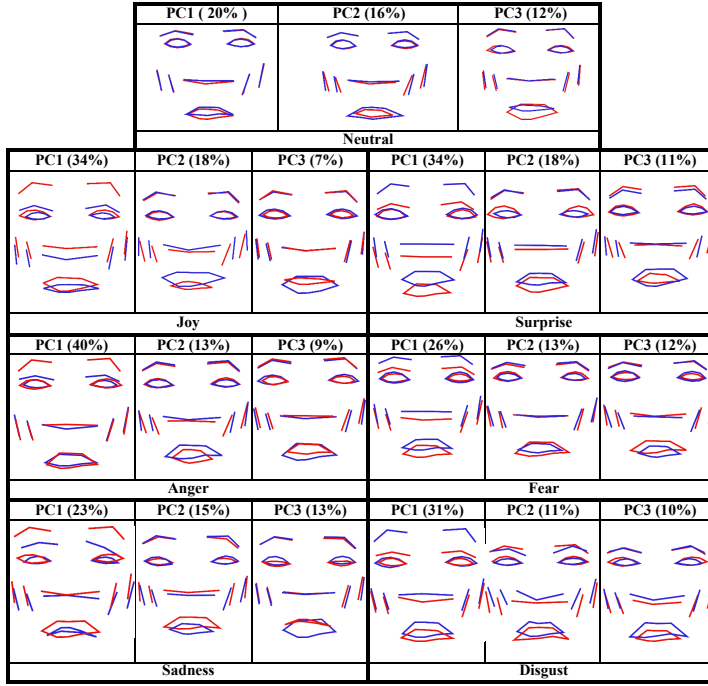 PC1 ( 20% ) PC2 (16%) PC3 (12%)
Neutral
PC1 (34%) PC2 (18%) PC3 (7%) PC1 (34%) PC2 (18%) PC3 (11%)
Joy Surprise
PC1 (40%) PC2 (13%) PC3 (9%) PC1 (26%) PC2 (13%) PC3 (12%)
Anger Fear
PC1 (23%) PC2 (15%) PC3 (13%) PC1 (31%) PC2 (11%) PC3 (10%)
Sadness Disgust